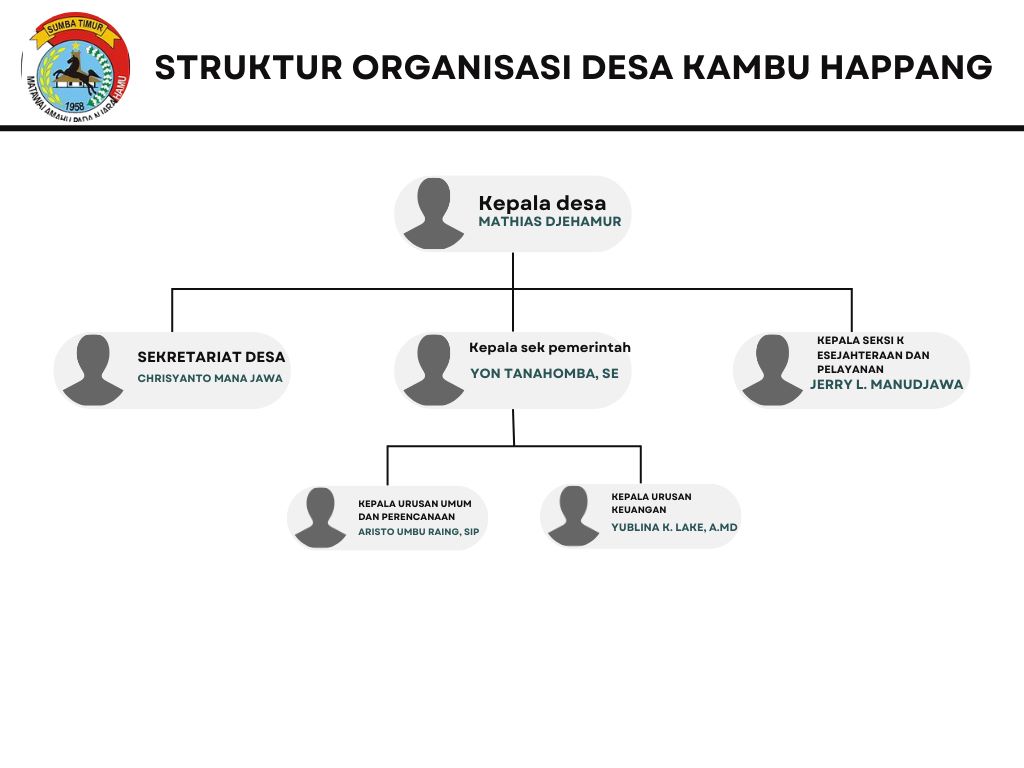 SUMBA TIMUR
1958
MATAWAI AMAHU PADA NJARA HAMU
STRUKTUR ORGANISASI DESA KAMBU HAPPANG
Kepala desa
MATHIAS DJEHAMUR
SEKRETARIAT DESA
CHRISYANTO MANA JAWA
Kepala sek pemerintah
YON TANAHOMBA, SE
KEPALA SEKSI K
ESEJAHTERAAN DAN
PELAYANAN
JERRY L. MANUDJAWA
KEPALA URUSAN UMUM
DAN PERENCANAAN
ARISTO UMBU RAING, SIP
KEPALA URUSAN
KEUANGAN
YUBLINA K. LAKE, A.MD